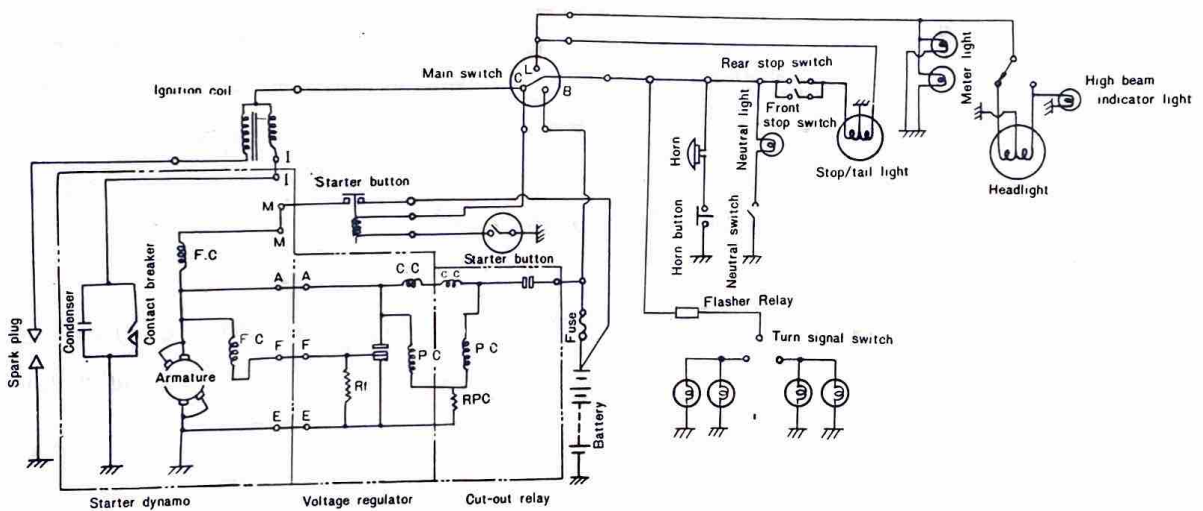 Main switch
C
L
B
Ignition coil
I
I
Rear stop switch
Front
stop switch
Stop/tail light
Meter light
High beam
indicator light
Headlight
Horn
Horn button
Neutral light
Neutral switch
Starter button
M
M
Starter button
F.C
Contact breaker
Condenser
Spark plug
A A
C.C
C C
F C
F F
P C
P C
Armature
Rf
RPC
E E
Fuse
Battery
Flasher Relay
Turn signal switch
Starter dynamo
Voltage regulator
Cut-out relay